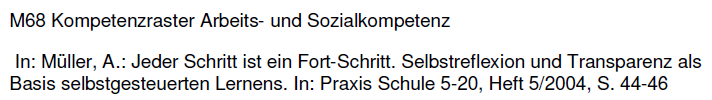 M68 Kompetenzraster Arbeits- und Sozialkompetenz
In: Müller, A.: Jeder Schritt ist ein Fort-Schritt. Selbstreflexion und Transparenz als
Basis selbstgesteuerten Lernens. In: Praxis Schule 5-20, Heft 5/2004, S. 44-46